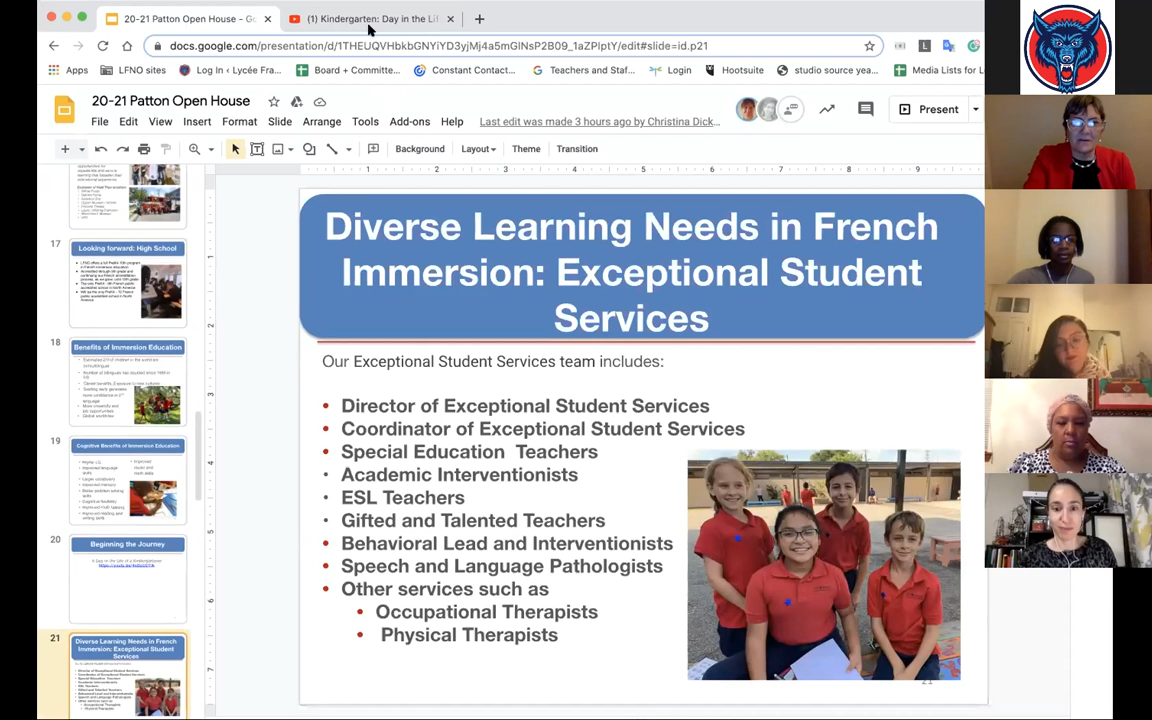 20-21 Patton Open House - Go
(1) Kindergarten: Day in the Lif
docs.google.com/presentation/d/1THEUQVHbkbGNYiYD3yjMj4a5mGlNsP2B09_1aZPlptY/edit#slide=id.p21
Apps
LFNO sites
Log In ‹ Lycée Fra...
Board + Committe...
Constant Contact...
Teachers and Staf...
Login
Hootsuite
studio source yea...
Media Lists for L
20-21 Patton Open House
File Edit View Insert Format Slide Arrange Tools Add-ons Help Last edit was made 3 hours ago by Christina Dick...
Present
Background Layout Theme Transition
17 Looking forward: High School
18 Benefits of Immersion Education
19 Cognitive Benefits of Immersion Education
20 Beginning the Journey
21 Diverse Learning Needs in French
Immersion: Exceptional Student
Services
Diverse Learning Needs in French
Immersion: Exceptional Student
Services
Our Exceptional Student Services team includes:
• Director of Exceptional Student Services
• Coordinator of Exceptional Student Services
• Special Education Teachers
• Academic Interventionists
• ESL Teachers
• Gifted and Talented Teachers
• Behavioral Lead and Interventionists
• Speech and Language Pathologists
• Other services such as
• Occupational Therapists
• Physical Therapists
21